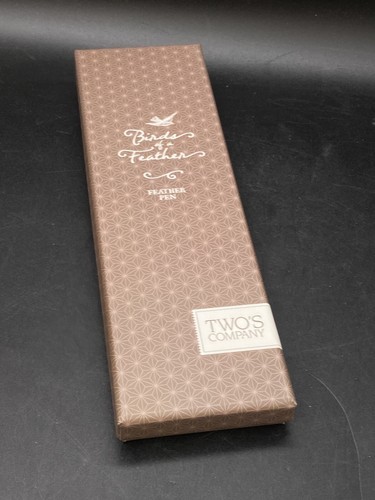 Birds
of a
Feather
FEATHER
PEN
TWO'S
COMPANY